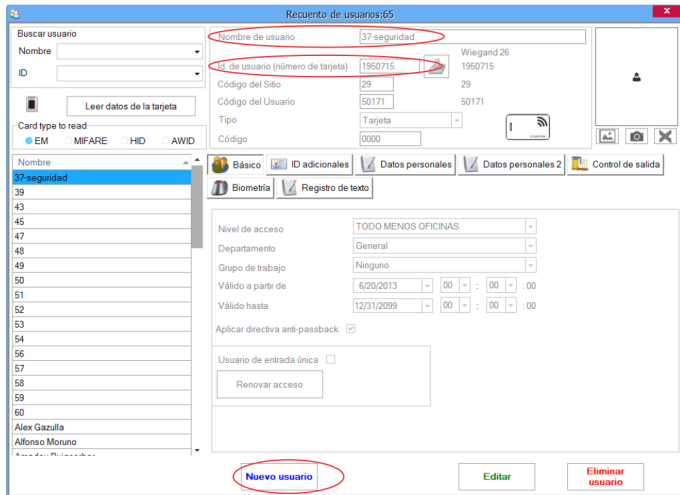 Recuento de usuarios:65
x
Buscar usuario
Nombre
ID
Leer datos de la tarjeta
Card type to read
EM MIFARE HID AWID
Nombre de usuario 37-seguridad
Wiegand 26
Id. de usuario (número de tarjeta) 1950715 1950715
Código del Sitio 29 29
Código del Usuario 50171 50171
Tipo Tarjeta
Código 0000
Nombre
37-seguridad
39
43
45
47
48
49
50
51
52
53
54
56
57
58
59
60
Alex Gazulla
Alfonso Moruno
Básico ID adicionales Datos personales Datos personales 2 Control de salida
Biometría Registro de texto
Nivel de acceso TODO MENOS OFICINAS
Departamento General
Grupo de trabajo Ninguno
Válido a partir de 6/20/2013 00 : 00 :00
Válido hasta 12/31/2099 00 : 00 :00
Aplicar directiva anti-passback
Usuario de entrada única
Renovar acceso
Nuevo usuario
Editar
Eliminar
usuario